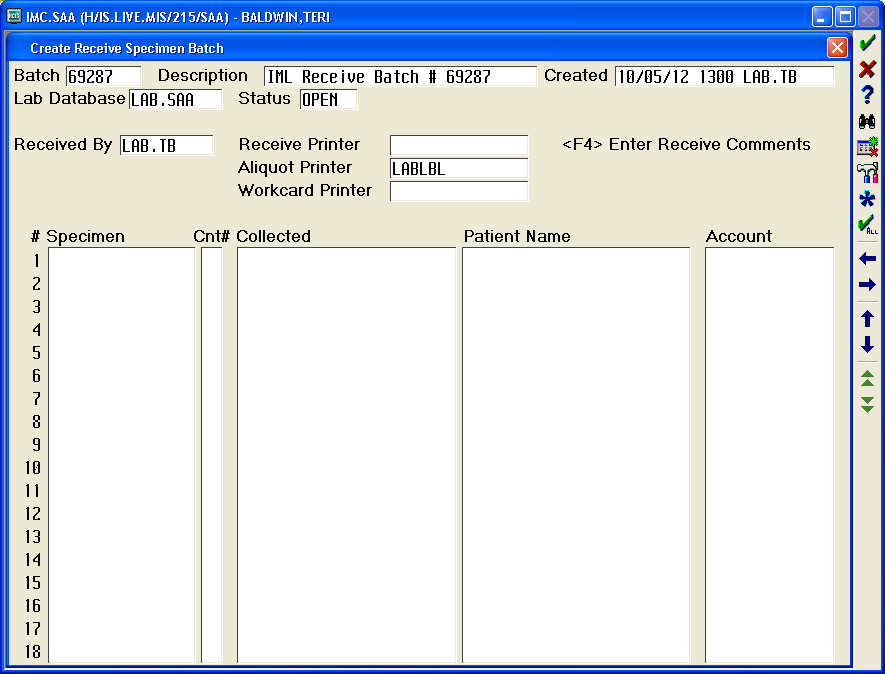 IMC.SAA (H/IS.LIVE.MIS/215/SAA) - BALDWIN,TERI
Create Receive Specimen Batch
Batch 69287 Description IML Receive Batch # 69287 Created 10/05/12 1300 LAB.TB
Lab Database LAB.SAA Status OPEN
Received By LAB.TB Receive Printer <F4> Enter Receive Comments
Aliquot Printer LABLBL
Workcard Printer
# Specimen Cnt# Collected Patient Name Account
1
2
3
4
5
6
7
8
9
10
11
12
13
14
15
16
17
18
ALL